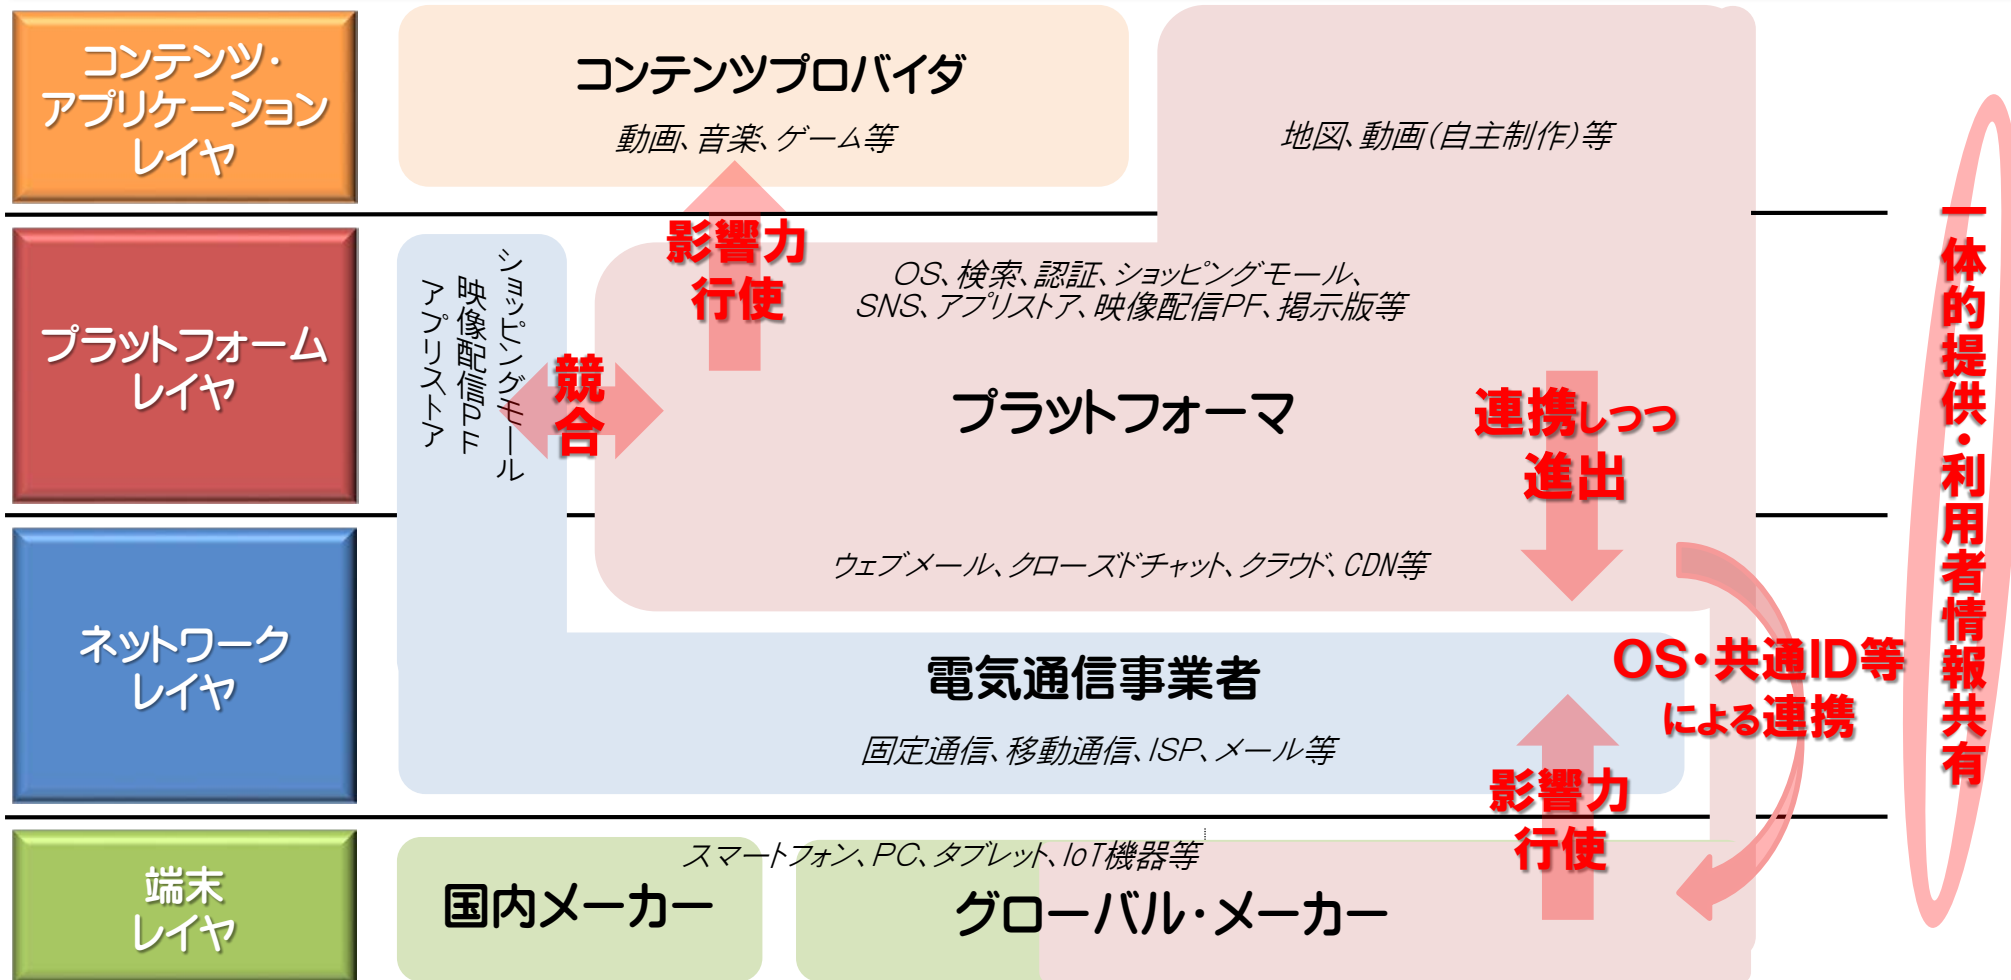 コンテンツ・
アプリケーション
レイヤ
コンテンツプロバイダ
動画、音楽、ゲーム等
地図、動画(自主制作)等
プラットフォーム
レイヤ
ショッピングモール
映像配信PF
アプリストア
競
合
影響力
行使
OS、検索、認証、ショッピングモール、
SNS、アプリストア、映像配信PF、掲示版等
プラットフォーマ
連携しつつ
進出
ウェブメール、クローズドチャット、クラウド、CDN等
ネットワーク
レイヤ
電気通信事業者
固定通信、移動通信、ISP、メール等
OS・共通ID等
による連携
影響力
行使
端末
レイヤ
スマートフォン、PC、タブレット、IoT機器等
国内メーカー
グローバル・メーカー
一体的提供・利用者情報共有